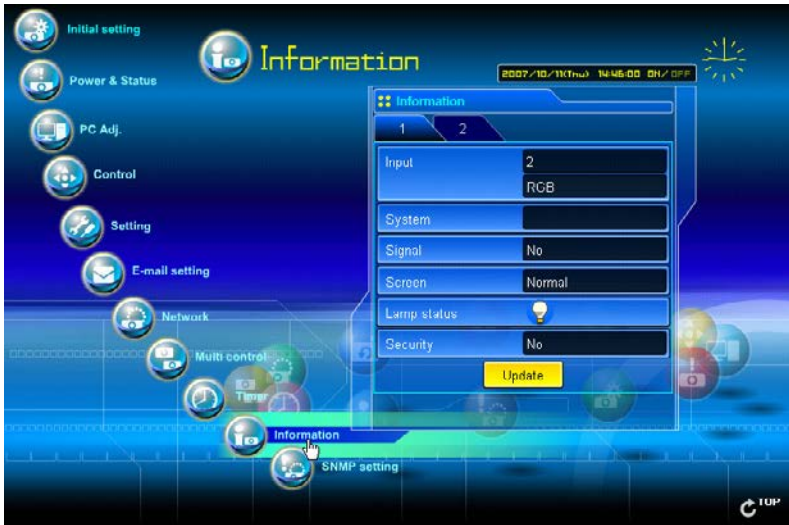 Initial setting
Power & Status
PC Adj.
Control
Setting
E-mail setting
Network
Multi control
Timer
Information
SNMP setting
Information
2007/10/11(Thu) 14:46:00 ON/OFF
Information
1 2
Input 2
RGB
System
Signal No
Screen Normal
Lamp status
Security No
Update
TOP